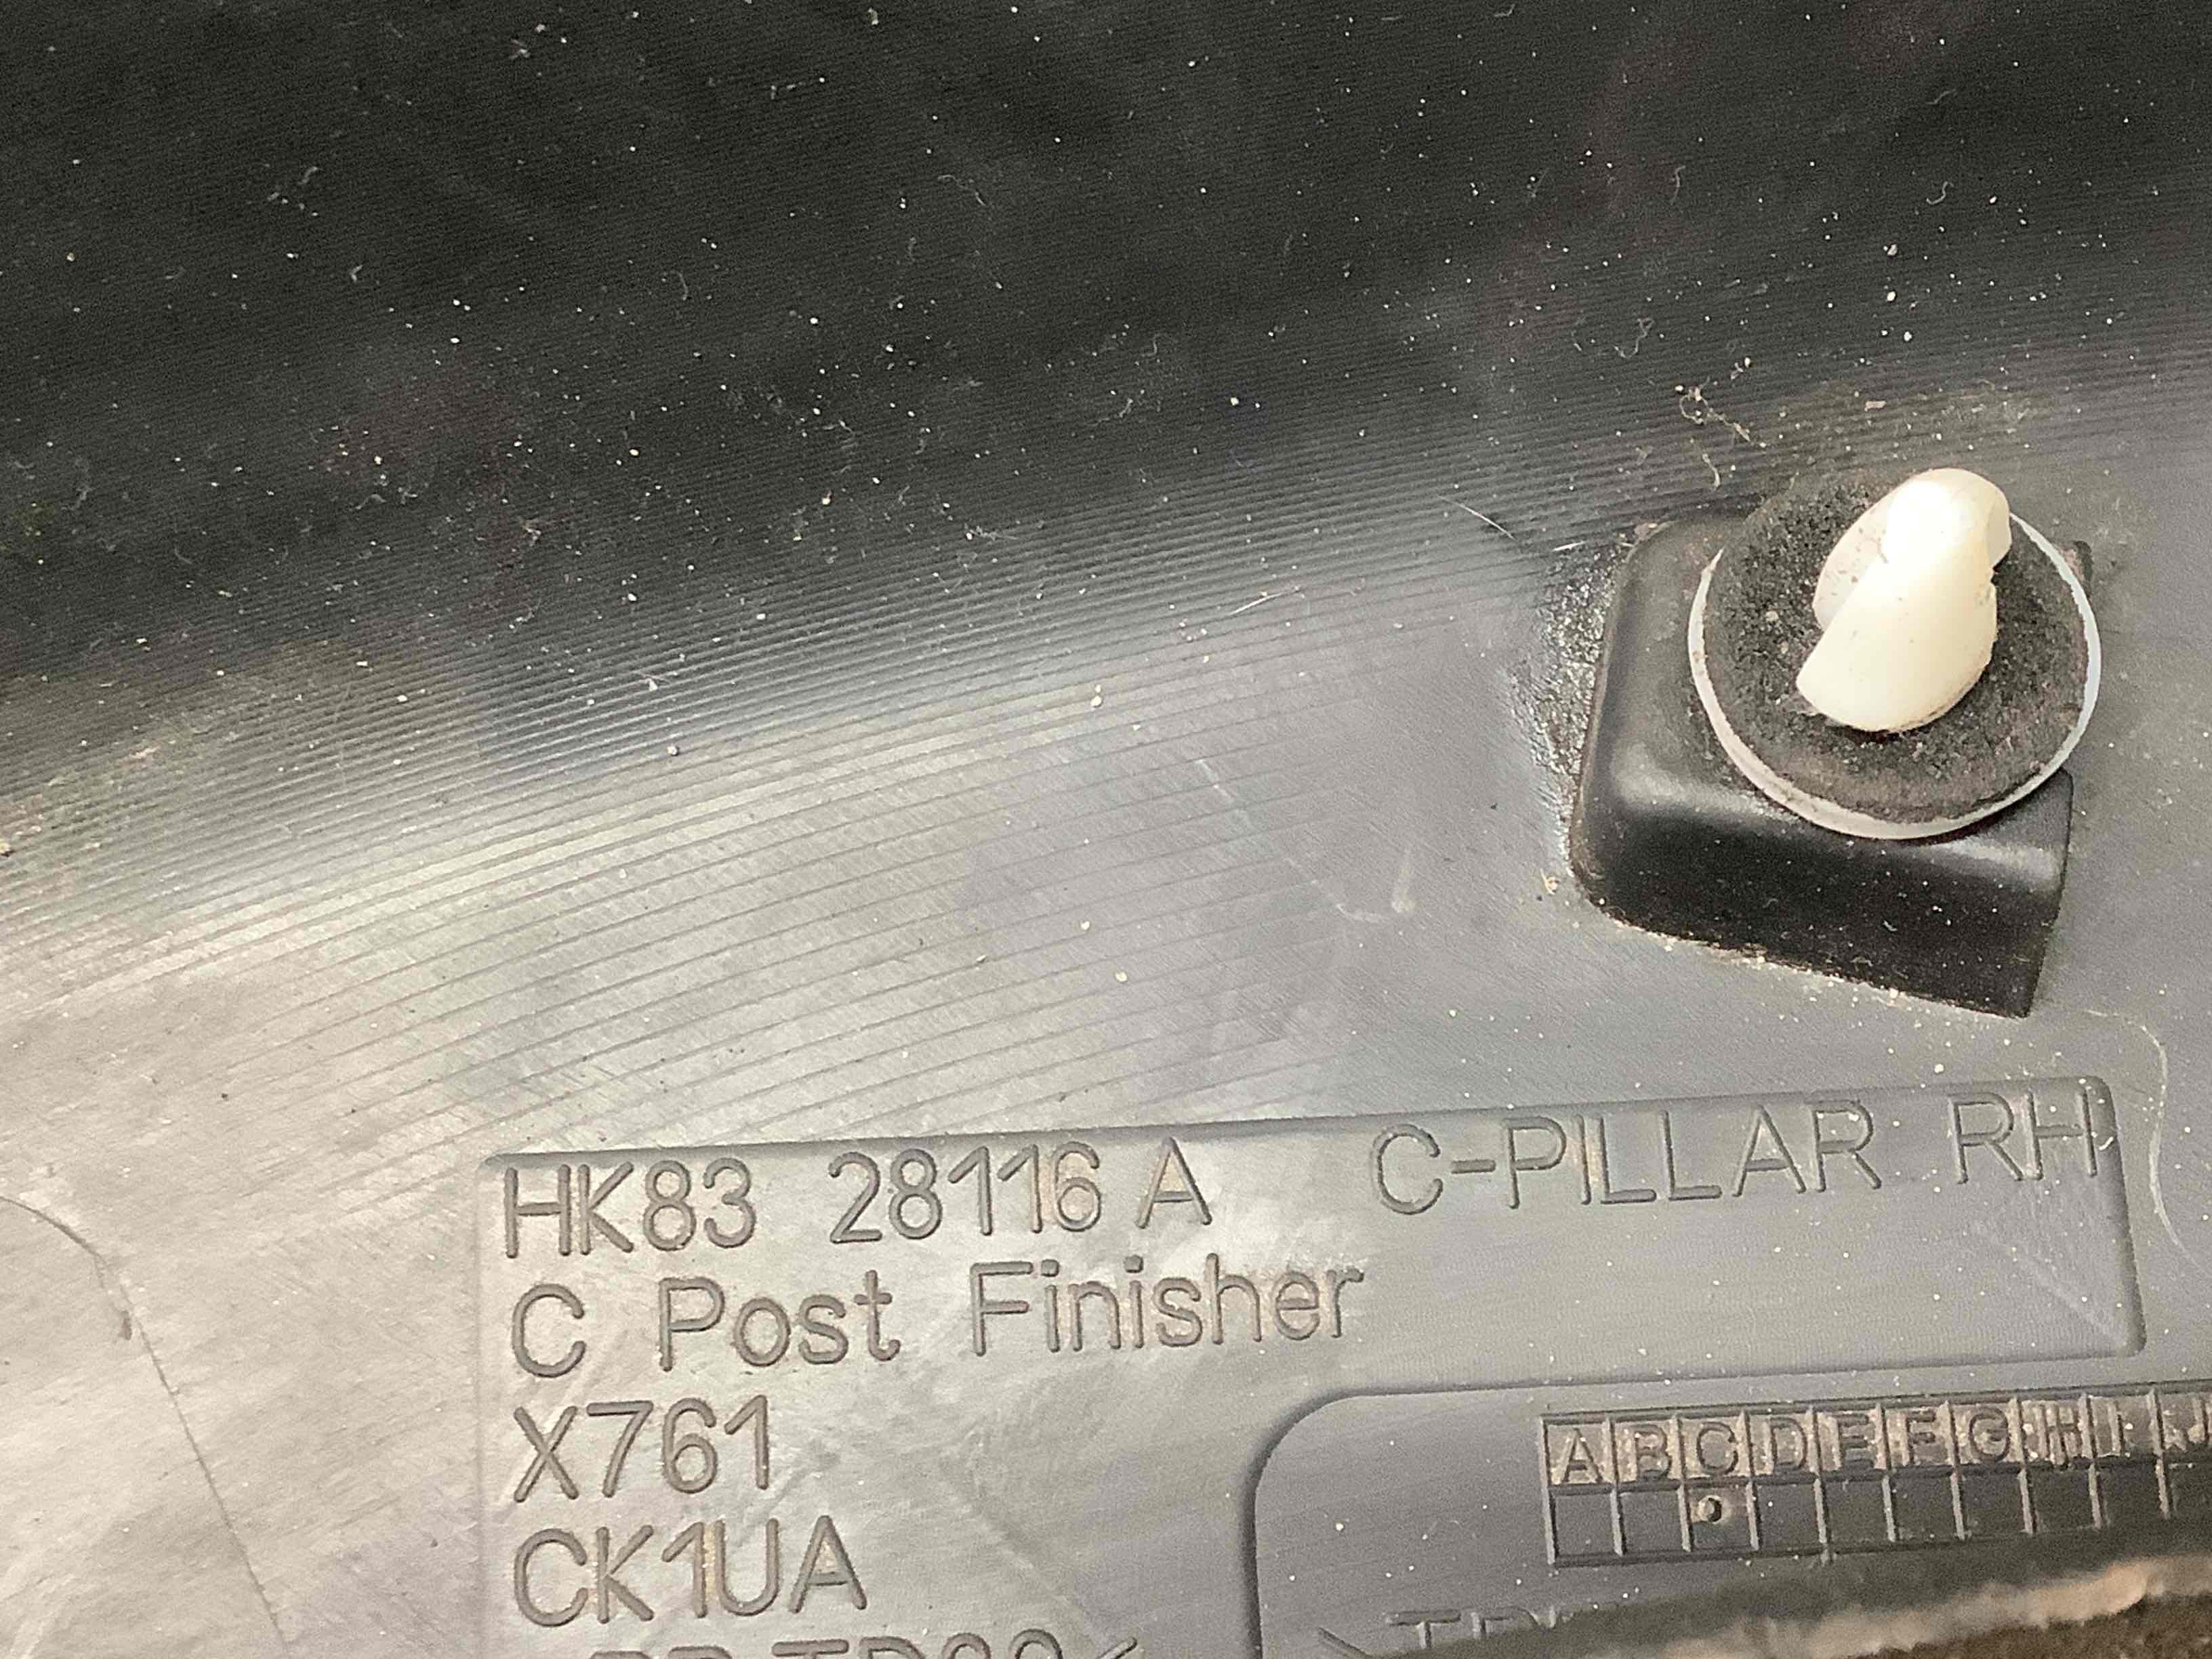 HK83 28116 A C-PILLAR RH
C Post Finisher
X761
CK1UA
A B C D E F G H I J